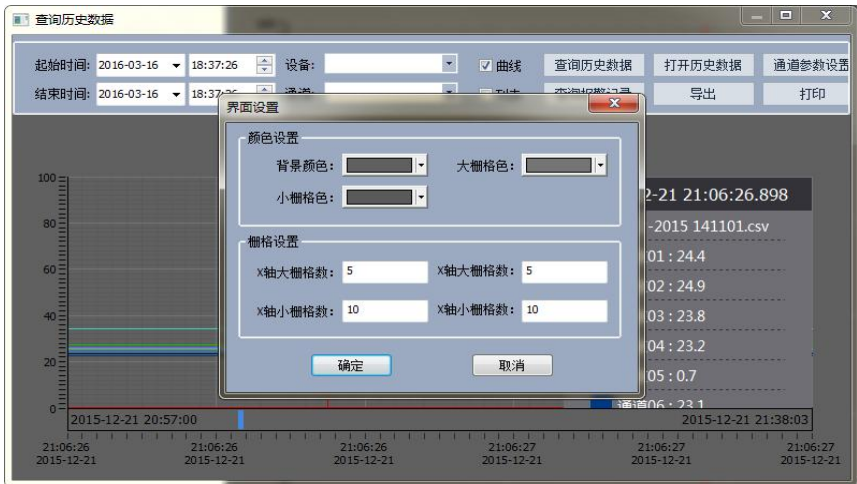 查询历史数据
起始时间: 2016-03-16 18:37:26 设备: 曲线 查询历史数据 打开历史数据 通道参数设置
结束时间: 2016-03-16 导出 打印
界面设置
颜色设置
背景颜色: 大栅格色:
小栅格色:
栅格设置
X轴大栅格数: 5 X轴大栅格数: 5
X轴小栅格数: 10 X轴小栅格数: 10
确定 取消
100
80
60
40
20
0
2-21 21:06:26.898
-2015 141101.csv
01 : 24.4
02 : 24.9
03 : 23.8
04 : 23.2
05 : 0.7
通道06 : 23.1
2015-12-21 20:57:00 2015-12-21 21:38:03
21:06:26 21:06:26 21:06:26 21:06:27 21:06:27 21:06:27
2015-12-21 2015-12-21 2015-12-21 2015-12-21 2015-12-21 2015-12-21